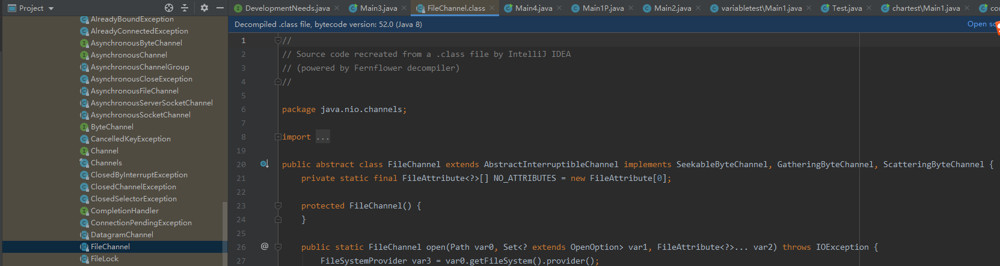 Project
AlreadyBoundException
AlreadyConnectedException
AsynchronousByteChannel
AsynchronousChannel
AsynchronousChannelGroup
AsynchronousCloseException
AsynchronousFileChannel
AsynchronousServerSocketChannel
AsynchronousSocketChannel
ByteChannel
CancelledKeyException
Channel
Channels
ClosedByInterruptException
ClosedChannelException
ClosedSelectorException
CompletionHandler
ConnectionPendingException
DatagramChannel
FileChannel
FileLock
DevelopmentNeeds.java Main3.java FileChannel.class Main4.java Main1P.java Main2.java variabletest\Main1.java Test.java chartest\Main1.java
Decompiled .class file, bytecode version: 52.0 (Java 8) Open
1 //
2 // Source code recreated from a .class file by IntelliJ IDEA
3 // (powered by Fernflower decompiler)
4 //
5
6 package java.nio.channels;
7
8 import ...
19
20 public abstract class FileChannel extends AbstractInterruptibleChannel implements SeekableByteChannel, GatheringByteChannel, ScatteringByteChannel {
21 private static final FileAttribute<?>[] NO_ATTRIBUTES = new FileAttribute[0];
22
23 protected FileChannel() {
24 }
25
26 @ public static FileChannel open(Path var0, Set<? extends OpenOption> var1, FileAttribute<?>... var2) throws IOException {
27 FileSystemProvider var3 = var0.getFileSystem().provider();